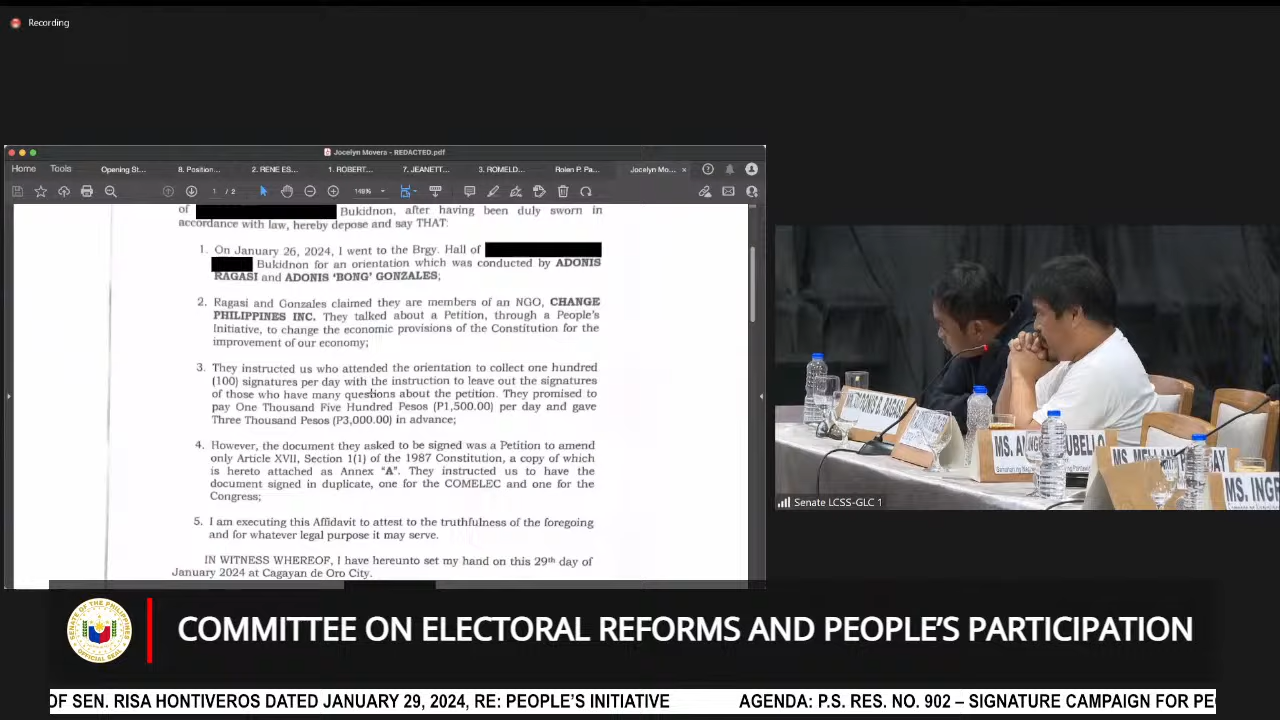 Recording
Jocelyn Movera - REDACTED.pdf
Home Tools Opening St... 8. Position... 2. RENE ES... 1. ROBERT... 7. JEANETT... 3. ROMELD... Rolen P. Pa... Jocelyn Mo... ×
1 / 2 148%
of Bukidnon, after having been duly sworn in
accordance with law, hereby depose and say THAT:
1. On January 26, 2024, I went to the Brgy. Hall of
Bukidnon for an orientation which was conducted by ADONIS
RAGASI and ADONIS 'BONG' GONZALES;
2. Ragasi and Gonzales claimed they are members of an NGO, CHANGE
PHILIPPINES INC. They talked about a Petition, through a People's
Initiative, to change the economic provisions of the Constitution for the
improvement of our economy;
3. They instructed us who attended the orientation to collect one hundred
(100) signatures per day with the instruction to leave out the signatures
of those who have many questions about the petition. They promised to
pay One Thousand Five Hundred Pesos (P1,500.00) per day and gave
Three Thousand Pesos (P3,000.00) in advance;
4. However, the document they asked to be signed was a Petition to amend
only Article XVII, Section 1(1) of the 1987 Constitution, a copy of which
is hereto attached as Annex "A". They instructed us to have the
document signed in duplicate, one for the COMELEC and one for the
Congress;
5. I am executing this Affidavit to attest to the truthfulness of the foregoing
and for whatever legal purpose it may serve.
IN WITNESS WHEREOF, I have hereunto set my hand on this 29th day of
January 2024 at Cagayan de Oro City.
MS.
MS.
MS. INGR
Senate LCSS-GLC 1
SENATE OF THE PHILIPPINES
OFFICIAL SEAL
COMMITTEE ON ELECTORAL REFORMS AND PEOPLE'S PARTICIPATION
OF SEN. RISA HONTIVEROS DATED JANUARY 29, 2024, RE: PEOPLE'S INITIATIVE AGENDA: P.S. RES. NO. 902 – SIGNATURE CAMPAIGN FOR PE